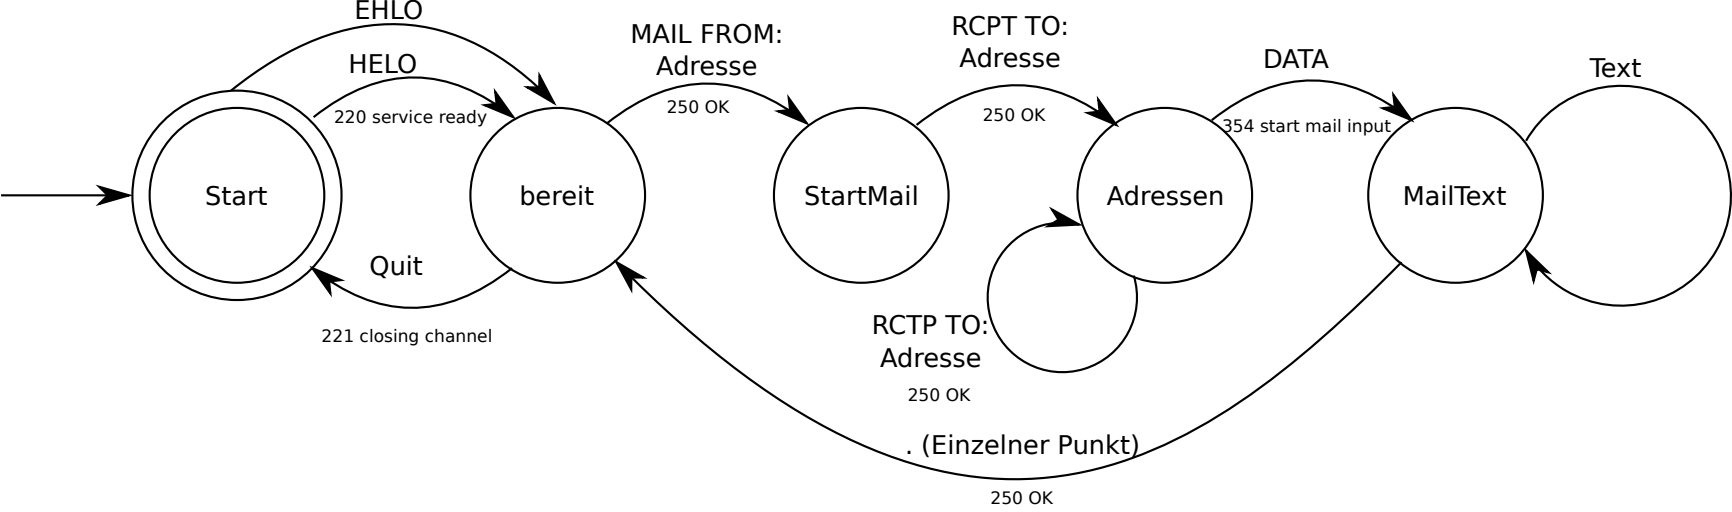 EHLO
HELO
220 service ready
MAIL FROM:
Adresse
250 OK
RCPT TO:
Adresse
250 OK
DATA
354 start mail input
Text
Start
bereit
StartMail
Adressen
MailText
Quit
221 closing channel
RCTP TO:
Adresse
250 OK
. (Einzelner Punkt)
250 OK